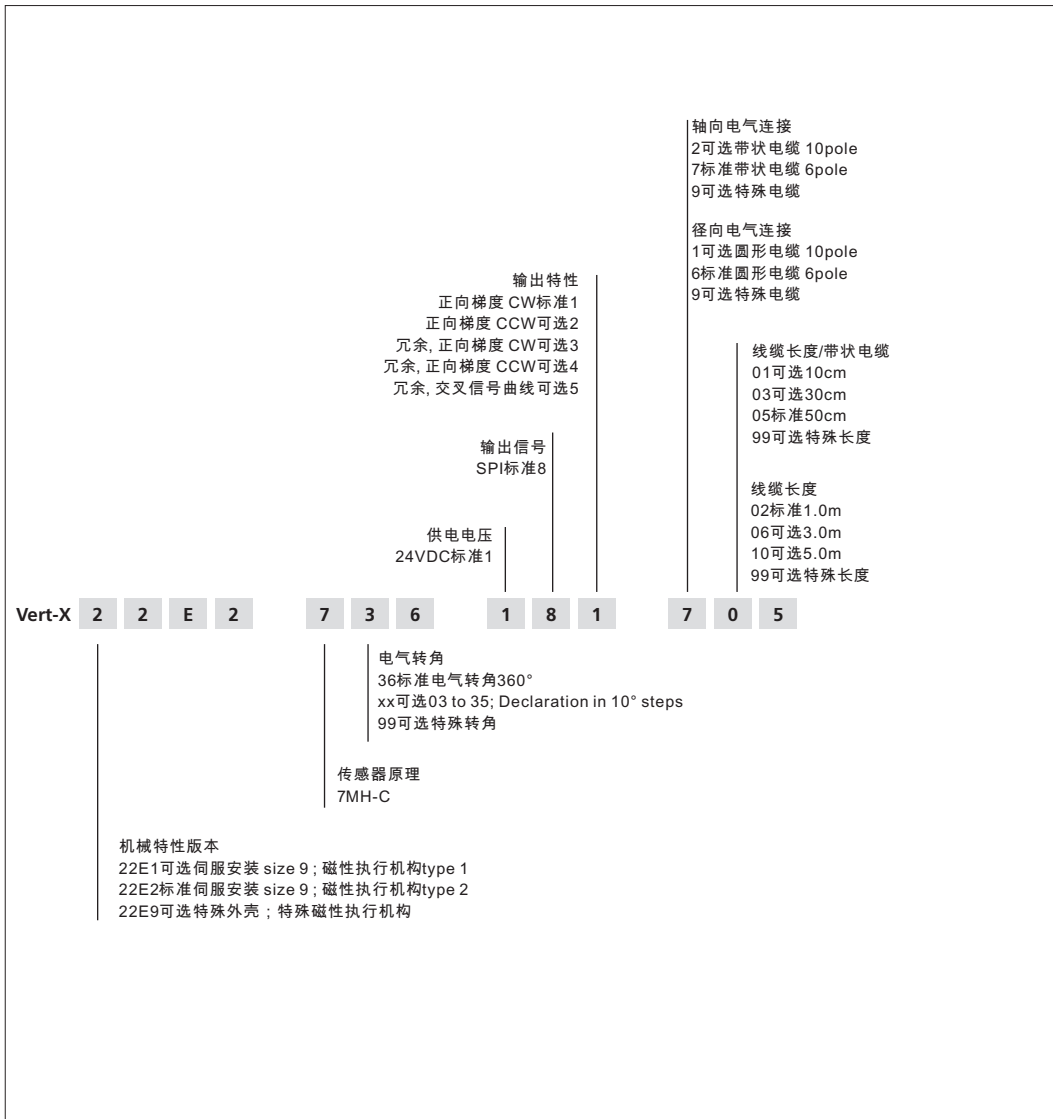 轴向电气连接
2可选带状电缆 10pole
7标准带状电缆 6pole
9可选特殊电缆
径向电气连接
1可选圆形电缆 10pole
6标准圆形电缆 6pole
9可选特殊电缆
输出特性
正向梯度 CW标准1
正向梯度 CCW可选2
冗余, 正向梯度 CW可选3
冗余, 正向梯度 CCW可选4
冗余, 交叉信号曲线可选5
线缆长度/带状电缆
01可选10cm
03可选30cm
05标准50cm
99可选特殊长度
输出信号
SPI标准8
线缆长度
02标准1.0m
06可选3.0m
10可选5.0m
99可选特殊长度
供电电压
24VDC标准1
Vert-X 2 2 E 2 7 3 6 1 8 1 7 0 5
电气转角
36标准电气转角360°
xx可选03 to 35; Declaration in 10° steps
99可选特殊转角
传感器原理
7MH-C
机械特性版本
22E1可选伺服安装 size 9 ; 磁性执行机构type 1
22E2标准伺服安装 size 9 ; 磁性执行机构type 2
22E9可选特殊外壳 ; 特殊磁性执行机构